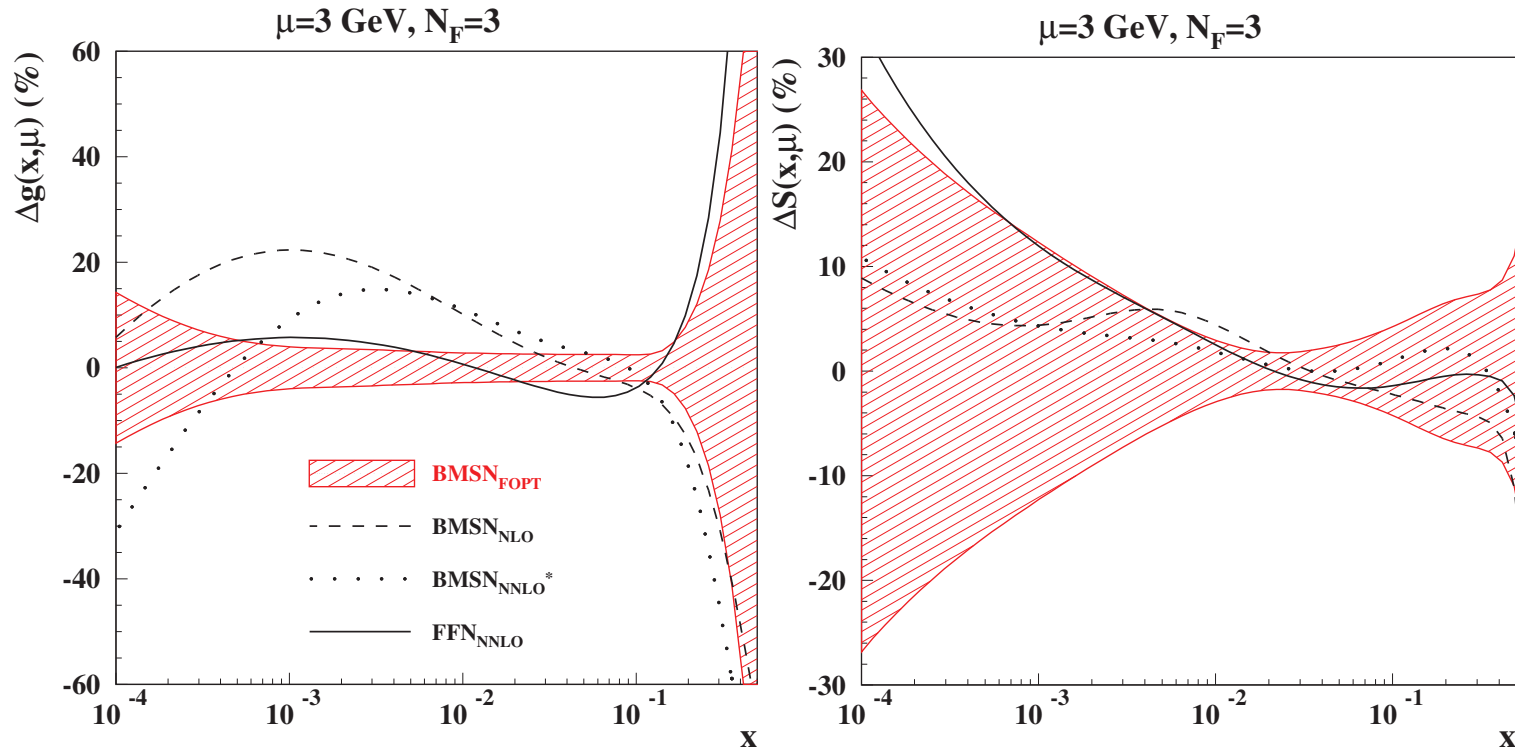 μ=3 GeV, N_F=3
Δg(x,μ) (%)
60
40
20
0
-20
-40
-60
BMSN_FOPT
BMSN_NLO
BMSN_NNLO*
FFN_NNLO
10^-4
10^-3
10^-2
10^-1
x
μ=3 GeV, N_F=3
ΔS(x,μ) (%)
30
20
10
0
-10
-20
-30
10^-4
10^-3
10^-2
10^-1
x